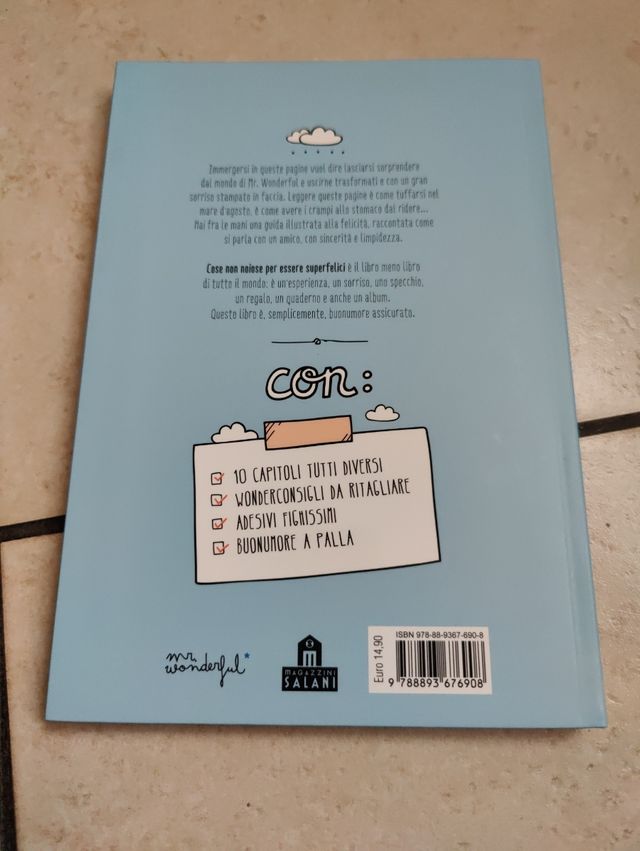 Immergersi in queste pagine vuol dire lasciarsi sorprendere
dal mondo di Mr. Wonderful e uscirne trasformati e con un gran
sorriso stampato in faccia. Leggere queste pagine è come tuffarsi nel
mare d'agosto, è come avere i crampi allo stomaco dal ridere...
Hai fra le mani una guida illustrata alla felicità, raccontata come
si parla con un amico, con sincerità e limpidezza.
Cose non noiose per essere superfelici è il libro meno libro
di tutto il mondo: è un'esperienza, un sorriso, uno specchio,
un regalo, un quaderno e anche un album.
Questo libro è, semplicemente, buonumore assicurato.
con:
10 CAPITOLI TUTTI DIVERSI
WONDERCONSIGLI DA RITAGLIARE
ADESIVI FIGHISSIMI
BUONUMORE A PALLA
mr. wonderful*
MAGAZZINI
SALANI
Euro 14,90
ISBN 978-88-9367-690-8
9 788893 676908